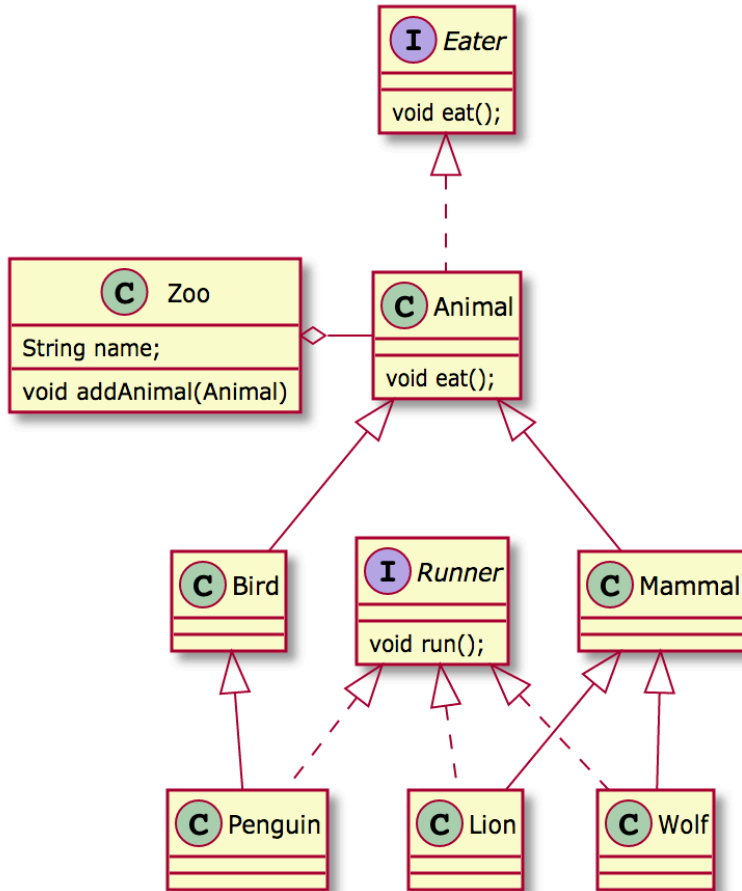 I Eater
void eat();
C Zoo
String name;
void addAnimal(Animal)
C Animal
void eat();
C Bird
I Runner
void run();
C Mammal
C Penguin
C Lion
C Wolf